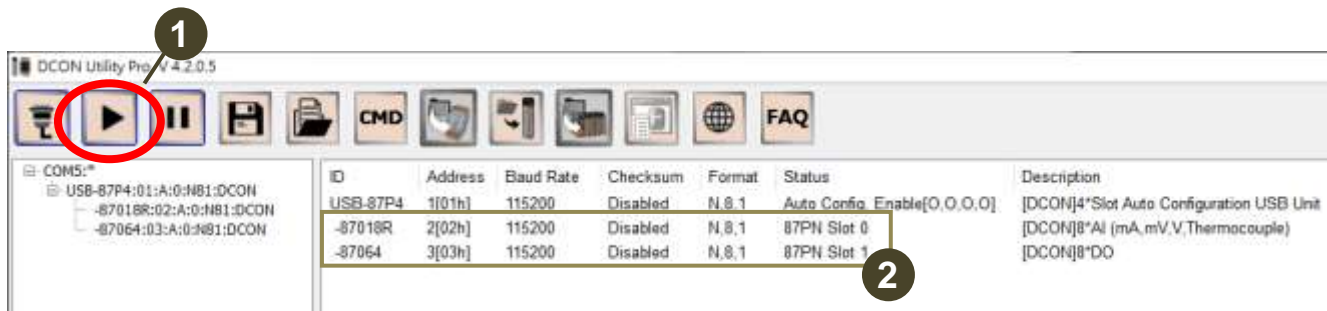 1
DCON Utility Pro V 4.2.0.5
CMD
FAQ
COM5:*
USB-87P4:01:A:0:N81:DCON
-87018R:02:A:0:N81:DCON
-87064:03:A:0:N81:DCON
ID Address Baud Rate Checksum Format Status Description
USB-87P4 1[01h] 115200 Disabled N,8,1 Auto Config. Enable[O,O,O,O] [DCON]4*Slot Auto Configuration USB Unit
-87018R 2[02h] 115200 Disabled N,8,1 87PN Slot 0 [DCON]8*AI (mA,mV,V,Thermocouple)
-87064 3[03h] 115200 Disabled N,8,1 87PN Slot 1 [DCON]8*DO
2